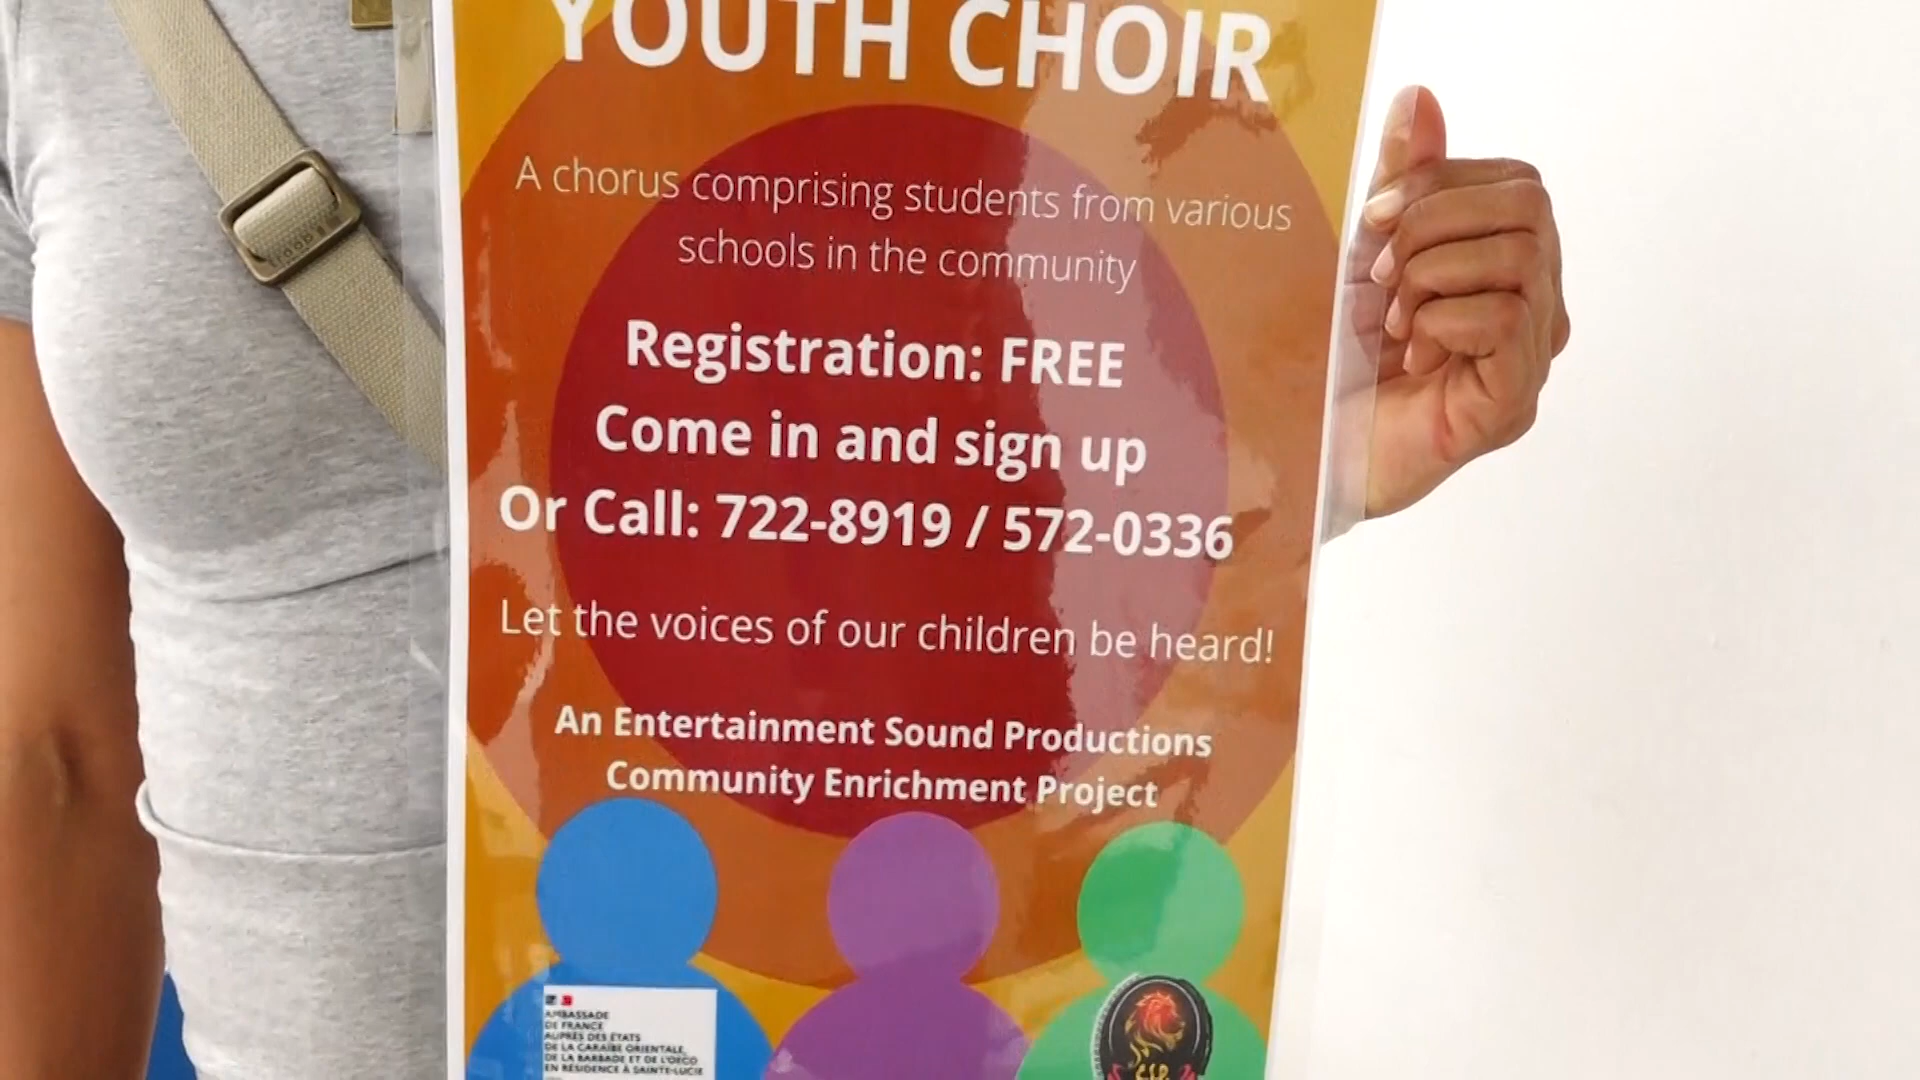 YOUTH CHOIR
A chorus comprising students from various
schools in the community
Registration: FREE
Come in and sign up
Or Call: 722-8919 / 572-0336
Let the voices of our children be heard!
An Entertainment Sound Productions
Community Enrichment Project
AMBASSADE
DE FRANCE
AUPRÈS DES ÉTATS
DE LA CARAÏBE ORIENTALE,
DE LA BARBADE ET DE L'OECO
EN RÉSIDENCE À SAINTE-LUCIE